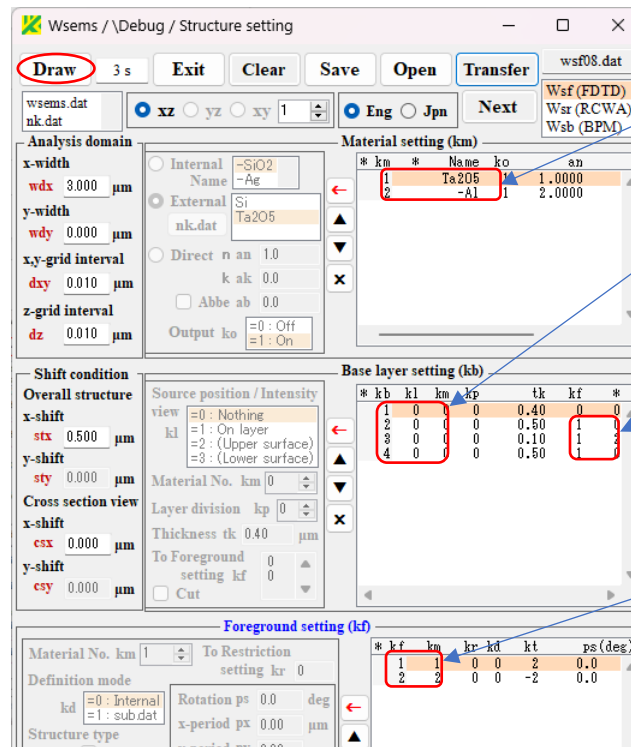 Wsems / \Debug / Structure setting
Draw 3 s Exit Clear Save Open Transfer wsf08.dat
Wsf (FDTD)
Wsr (RCWA)
Wsb (BPM)
wsems.dat
nk.dat
xz yz xy 1 Eng Jpn Next
Analysis domain
x-width
wdx 3.000 μm
y-width
wdy 0.000 μm
x,y-grid interval
dxy 0.010 μm
z-grid interval
dz 0.010 μm
Internal Name -SiO2
-Ag
External Si
nk.dat Ta2O5
Direct n an 1.0
k ak 0.0
Abbe ab 0.0
Output ko =0 : Off
=1 : On
Material setting (km)
* km * Name ko an
1 Ta2O5 1 1.0000
2 -Al 1 2.0000
Shift condition
Overall structure
x-shift
stx 0.500 μm
y-shift
sty 0.000 μm
Cross section view
x-shift
csx 0.000 μm
y-shift
csy 0.000 μm
Source position / Intensity
view kl =0 : Nothing
=1 : On layer
=2 : (Upper surface)
=3 : (Lower surface)
Material No. km 0
Layer division kp 0
Thickness tk 0.40 μm
To Foreground 0
setting kf 0
Cut
Base layer setting (kb)
* kb kl km kp tk kf *
1 0 0 0 0.40 0 0
2 0 0 0 0.50 1 0
3 0 0 0 0.10 1 2
4 0 0 0 0.50 1 0
Foreground setting (kf)
Material No. km 1 To Restriction
setting kr 0
Definition mode
kd =0 : Internal
=1 : sub.dat
Structure type
Rotation ps 0.0 deg
x-period px 0.00 μm
* kf km kr kd kt ps(deg)
1 1 0 0 2 0.0
2 2 0 0 -2 0.0